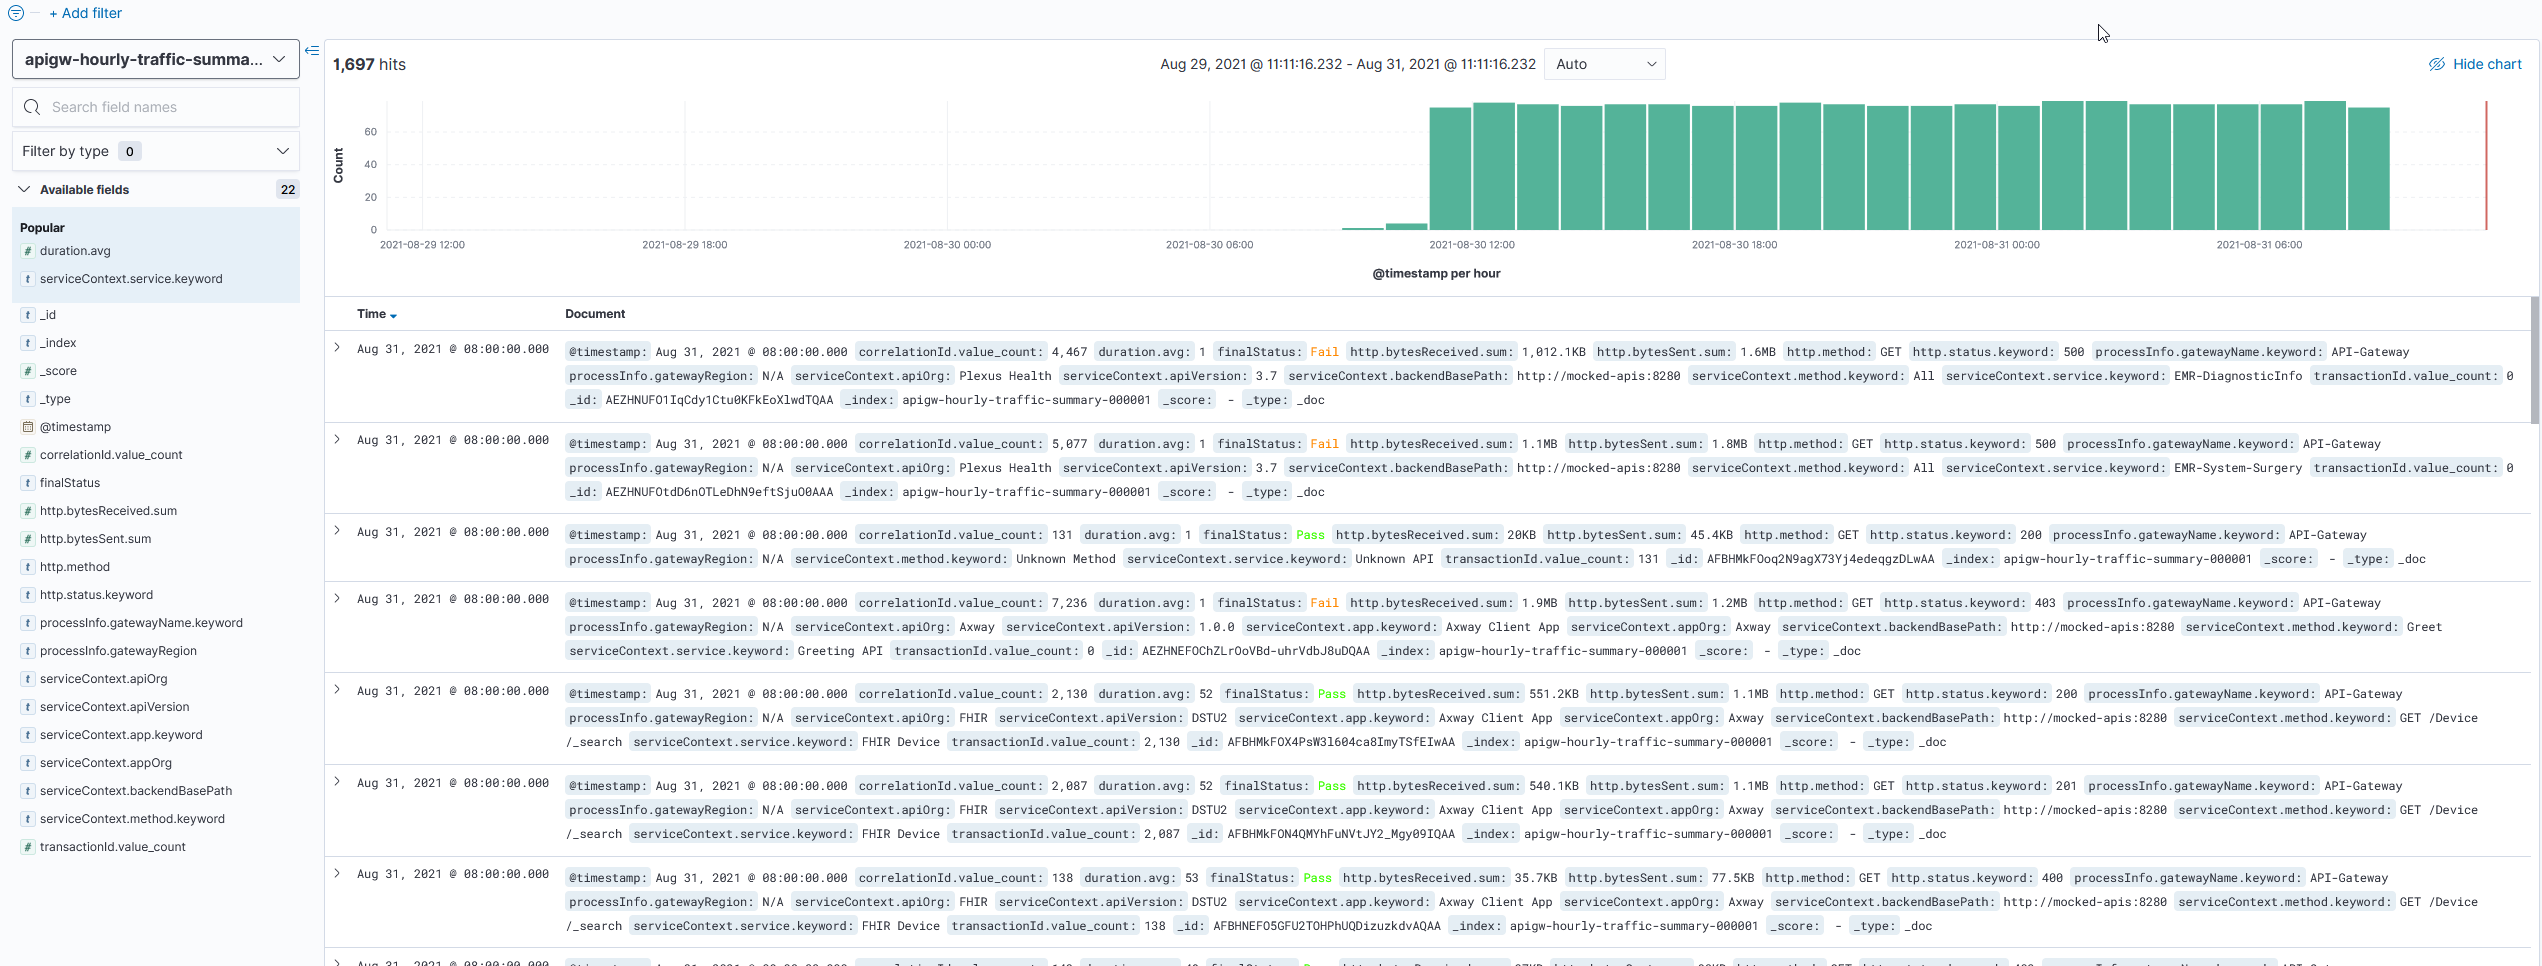 + Add filter
apigw-hourly-traffic-summa...
Search field names
Filter by type 0
Available fields 22
Popular
# duration.avg
t serviceContext.service.keyword
t _id
t _index
# _score
t _type
@timestamp
# correlationId.value_count
t finalStatus
# http.bytesReceived.sum
# http.bytesSent.sum
t http.method
t http.status.keyword
t processInfo.gatewayName.keyword
t processInfo.gatewayRegion
t serviceContext.apiOrg
t serviceContext.apiVersion
t serviceContext.app.keyword
t serviceContext.appOrg
t serviceContext.backendBasePath
t serviceContext.method.keyword
# transactionId.value_count
1,697 hits
Aug 29, 2021 @ 11:11:16.232 - Aug 31, 2021 @ 11:11:16.232 Auto
Hide chart
Count
60
40
20
0
2021-08-29 12:00 2021-08-29 18:00 2021-08-30 00:00 2021-08-30 06:00 2021-08-30 12:00 2021-08-30 18:00 2021-08-31 00:00 2021-08-31 06:00
@timestamp per hour
Time Document
Aug 31, 2021 @ 08:00:00.000 @timestamp: Aug 31, 2021 @ 08:00:00.000 correlationId.value_count: 4,467 duration.avg: 1 finalStatus: Fail http.bytesReceived.sum: 1,012.1KB http.bytesSent.sum: 1.6MB http.method: GET http.status.keyword: 500 processInfo.gatewayName.keyword: API-Gateway
processInfo.gatewayRegion: N/A serviceContext.apiOrg: Plexus Health serviceContext.apiVersion: 3.7 serviceContext.backendBasePath: http://mocked-apis:8280 serviceContext.method.keyword: All serviceContext.service.keyword: EMR-DiagnosticInfo transactionId.value_count: 0
_id: AEZHNUFO1IqCdy1Ctu0KFkEoXlwdTQAA _index: apigw-hourly-traffic-summary-000001 _score: - _type: _doc
Aug 31, 2021 @ 08:00:00.000 @timestamp: Aug 31, 2021 @ 08:00:00.000 correlationId.value_count: 5,077 duration.avg: 1 finalStatus: Fail http.bytesReceived.sum: 1.1MB http.bytesSent.sum: 1.8MB http.method: GET http.status.keyword: 500 processInfo.gatewayName.keyword: API-Gateway
processInfo.gatewayRegion: N/A serviceContext.apiOrg: Plexus Health serviceContext.apiVersion: 3.7 serviceContext.backendBasePath: http://mocked-apis:8280 serviceContext.method.keyword: All serviceContext.service.keyword: EMR-System-Surgery transactionId.value_count: 0
_id: AEZHNUFOtdD6nOTLeDhN9eftSjuO0AAA _index: apigw-hourly-traffic-summary-000001 _score: - _type: _doc
Aug 31, 2021 @ 08:00:00.000 @timestamp: Aug 31, 2021 @ 08:00:00.000 correlationId.value_count: 131 duration.avg: 1 finalStatus: Pass http.bytesReceived.sum: 20KB http.bytesSent.sum: 45.4KB http.method: GET http.status.keyword: 200 processInfo.gatewayName.keyword: API-Gateway
processInfo.gatewayRegion: N/A serviceContext.method.keyword: Unknown Method serviceContext.service.keyword: Unknown API transactionId.value_count: 131 _id: AFBHMkFOoq2N9agX73Yj4edeqgzDLwAA _index: apigw-hourly-traffic-summary-000001 _score: - _type: _doc
Aug 31, 2021 @ 08:00:00.000 @timestamp: Aug 31, 2021 @ 08:00:00.000 correlationId.value_count: 7,236 duration.avg: 1 finalStatus: Fail http.bytesReceived.sum: 1.9MB http.bytesSent.sum: 1.2MB http.method: GET http.status.keyword: 403 processInfo.gatewayName.keyword: API-Gateway
processInfo.gatewayRegion: N/A serviceContext.apiOrg: Axway serviceContext.apiVersion: 1.0.0 serviceContext.app.keyword: Axway Client App serviceContext.appOrg: Axway serviceContext.backendBasePath: http://mocked-apis:8280 serviceContext.method.keyword: Greet
serviceContext.service.keyword: Greeting API transactionId.value_count: 0 _id: AEZHNEFOChZLrOoVBd-uhrVdbJ8uDQAA _index: apigw-hourly-traffic-summary-000001 _score: - _type: _doc
Aug 31, 2021 @ 08:00:00.000 @timestamp: Aug 31, 2021 @ 08:00:00.000 correlationId.value_count: 2,130 duration.avg: 52 finalStatus: Pass http.bytesReceived.sum: 551.2KB http.bytesSent.sum: 1.1MB http.method: GET http.status.keyword: 200 processInfo.gatewayName.keyword: API-Gateway
processInfo.gatewayRegion: N/A serviceContext.apiOrg: FHIR serviceContext.apiVersion: DSTU2 serviceContext.app.keyword: Axway Client App serviceContext.appOrg: Axway serviceContext.backendBasePath: http://mocked-apis:8280 serviceContext.method.keyword: GET /Device
/_search serviceContext.service.keyword: FHIR Device transactionId.value_count: 2,130 _id: AFBHMkFOX4PsW3l604ca8ImyTSfEIwAA _index: apigw-hourly-traffic-summary-000001 _score: - _type: _doc
Aug 31, 2021 @ 08:00:00.000 @timestamp: Aug 31, 2021 @ 08:00:00.000 correlationId.value_count: 2,087 duration.avg: 52 finalStatus: Pass http.bytesReceived.sum: 540.1KB http.bytesSent.sum: 1.1MB http.method: GET http.status.keyword: 201 processInfo.gatewayName.keyword: API-Gateway
processInfo.gatewayRegion: N/A serviceContext.apiOrg: FHIR serviceContext.apiVersion: DSTU2 serviceContext.app.keyword: Axway Client App serviceContext.appOrg: Axway serviceContext.backendBasePath: http://mocked-apis:8280 serviceContext.method.keyword: GET /Device
/_search serviceContext.service.keyword: FHIR Device transactionId.value_count: 2,087 _id: AFBHMkFON4QMYhFuNVtJY2_Mgy09IQAA _index: apigw-hourly-traffic-summary-000001 _score: - _type: _doc
Aug 31, 2021 @ 08:00:00.000 @timestamp: Aug 31, 2021 @ 08:00:00.000 correlationId.value_count: 138 duration.avg: 53 finalStatus: Pass http.bytesReceived.sum: 35.7KB http.bytesSent.sum: 77.5KB http.method: GET http.status.keyword: 400 processInfo.gatewayName.keyword: API-Gateway
processInfo.gatewayRegion: N/A serviceContext.apiOrg: FHIR serviceContext.apiVersion: DSTU2 serviceContext.app.keyword: Axway Client App serviceContext.appOrg: Axway serviceContext.backendBasePath: http://mocked-apis:8280 serviceContext.method.keyword: GET /Device
/_search serviceContext.service.keyword: FHIR Device transactionId.value_count: 138 _id: AFBHNEFO5GFU2TOHPhUQDizuzkdvAQAA _index: apigw-hourly-traffic-summary-000001 _score: - _type: _doc